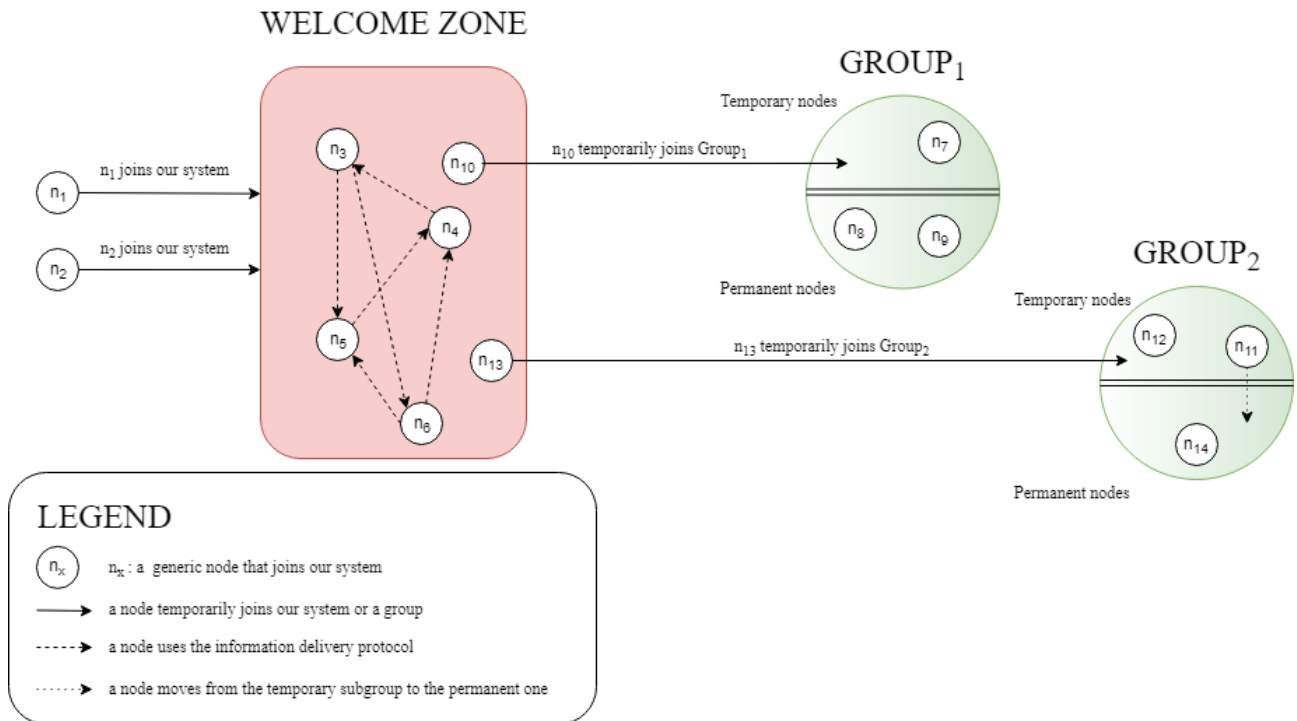 WELCOME ZONE
GROUP₁
Temporary nodes
n₇
n₃
n₁₀
n₁₀ temporarily joins Group₁
n₁ joins our system
n₁
n₄
n₈
n₉
n₂ joins our system
n₂
GROUP₂
Permanent nodes
Temporary nodes
n₅
n₁₃
n₁₃ temporarily joins Group₂
n₁₂
n₁₁
n₆
n₁₄
Permanent nodes
LEGEND
nₓ
nₓ : a generic node that joins our system
a node temporarily joins our system or a group
a node uses the information delivery protocol
a node moves from the temporary subgroup to the permanent one